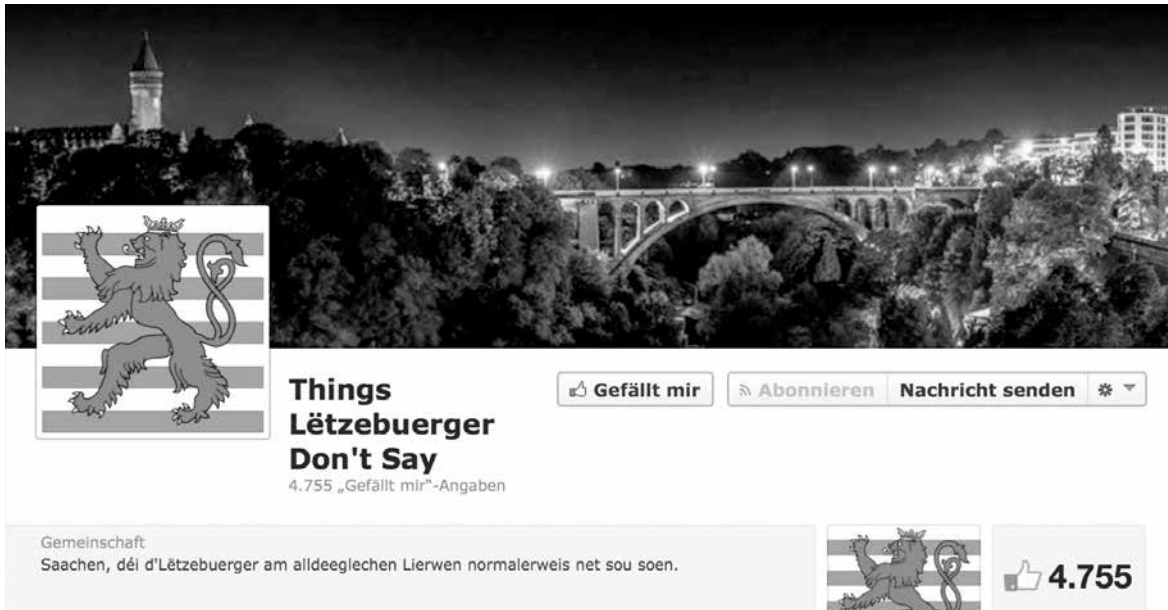 Things
Lëtzebuerger
Don't Say
4.755 „Gefällt mir“-Angaben
Gefällt mir
Abonnieren
Nachricht senden
Gemeinschaft
Saachen, déi d'Lëtzebuerger am alldeeglechen Lierwen normalerweis net sou soen.
4.755